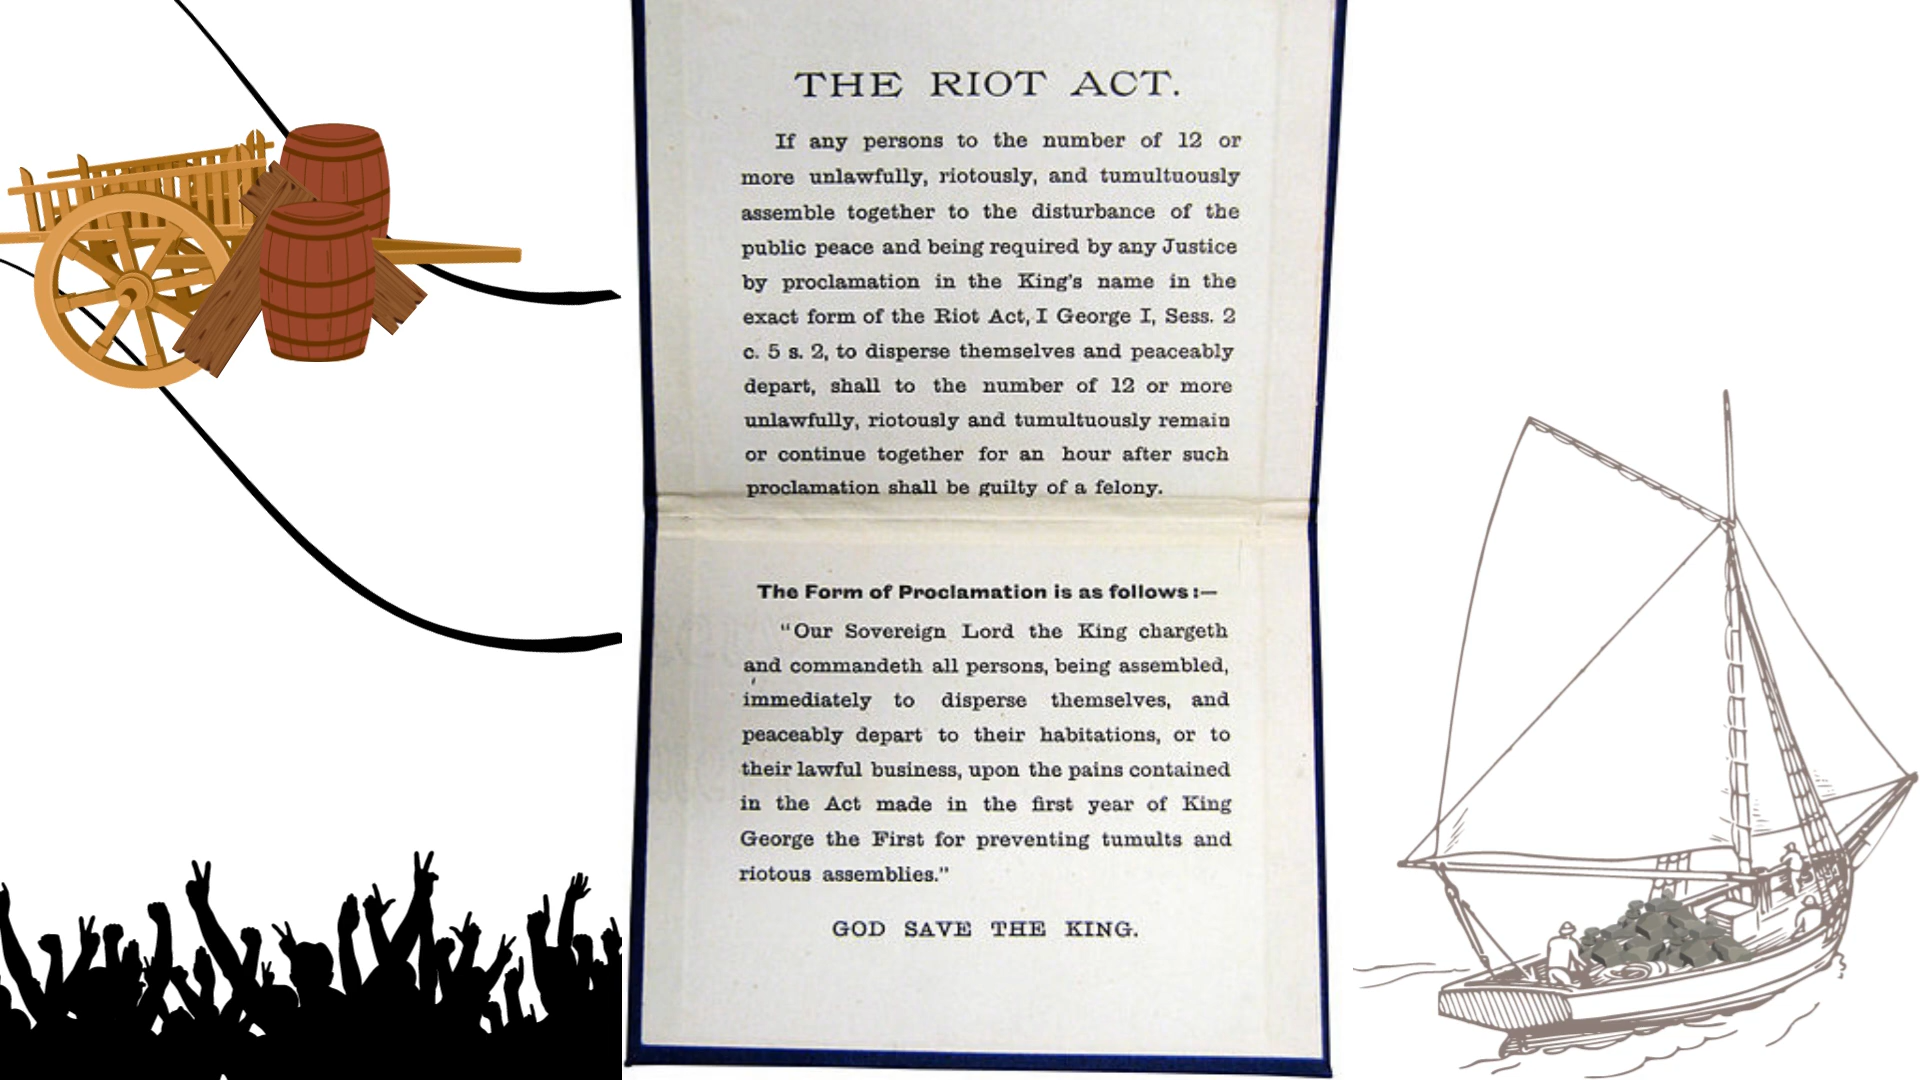 THE RIOT ACT.
If any persons to the number of 12 or
more unlawfully, riotously, and tumultuously
assemble together to the disturbance of the
public peace and being required by any Justice
by proclamation in the King's name in the
exact form of the Riot Act, I George I, Sess. 2
c. 5 s. 2, to disperse themselves and peaceably
depart, shall to the number of 12 or more
unlawfully, riotously and tumultuously remain
or continue together for an hour after such
proclamation shall be guilty of a felony.
The Form of Proclamation is as follows:—
"Our Sovereign Lord the King chargeth
and commandeth all persons, being assembled,
immediately to disperse themselves, and
peaceably depart to their habitations, or to
their lawful business, upon the pains contained
in the Act made in the first year of King
George the First for preventing tumults and
riotous assemblies."
GOD SAVE THE KING.